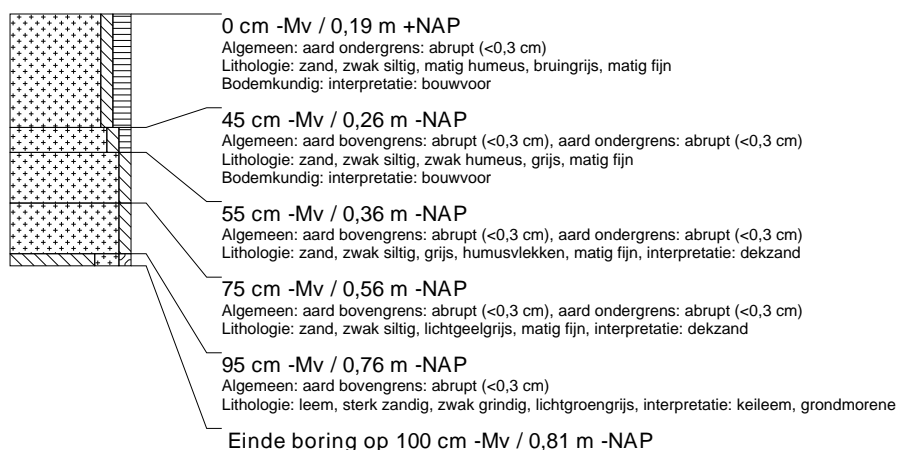 0 cm -Mv / 0,19 m +NAP
Algemeen: aard ondergrens: abrupt (<0,3 cm)
Lithologie: zand, zwak siltig, matig humeus, bruingrijs, matig fijn
Bodemkundig: interpretatie: bouwvoor
45 cm -Mv / 0,26 m -NAP
Algemeen: aard bovengrens: abrupt (<0,3 cm), aard ondergrens: abrupt (<0,3 cm)
Lithologie: zand, zwak siltig, zwak humeus, grijs, matig fijn
Bodemkundig: interpretatie: bouwvoor
55 cm -Mv / 0,36 m -NAP
Algemeen: aard bovengrens: abrupt (<0,3 cm), aard ondergrens: abrupt (<0,3 cm)
Lithologie: zand, zwak siltig, grijs, humusvlekken, matig fijn, interpretatie: dekzand
75 cm -Mv / 0,56 m -NAP
Algemeen: aard bovengrens: abrupt (<0,3 cm), aard ondergrens: abrupt (<0,3 cm)
Lithologie: zand, zwak siltig, lichtgeelgrijs, matig fijn, interpretatie: dekzand
95 cm -Mv / 0,76 m -NAP
Algemeen: aard bovengrens: abrupt (<0,3 cm)
Lithologie: leem, sterk zandig, zwak grindig, lichtgroengrijs, interpretatie: keileem, grondmorene
Einde boring op 100 cm -Mv / 0,81 m -NAP